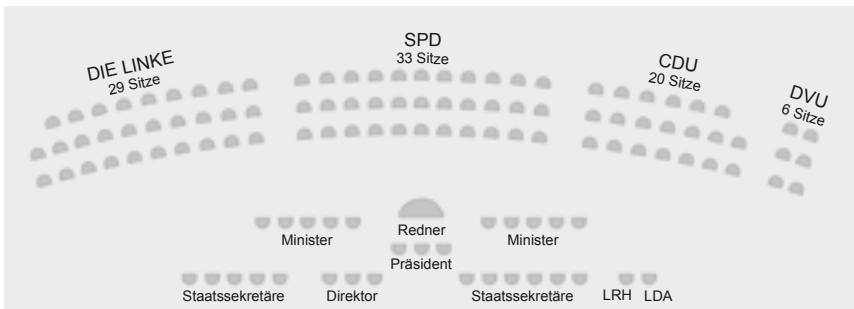 DIE LINKE
29 Sitze
SPD
33 Sitze
CDU
20 Sitze
DVU
6 Sitze
Redner
Minister
Minister
Präsident
Staatssekretäre
Direktor
Staatssekretäre
LRH
LDA